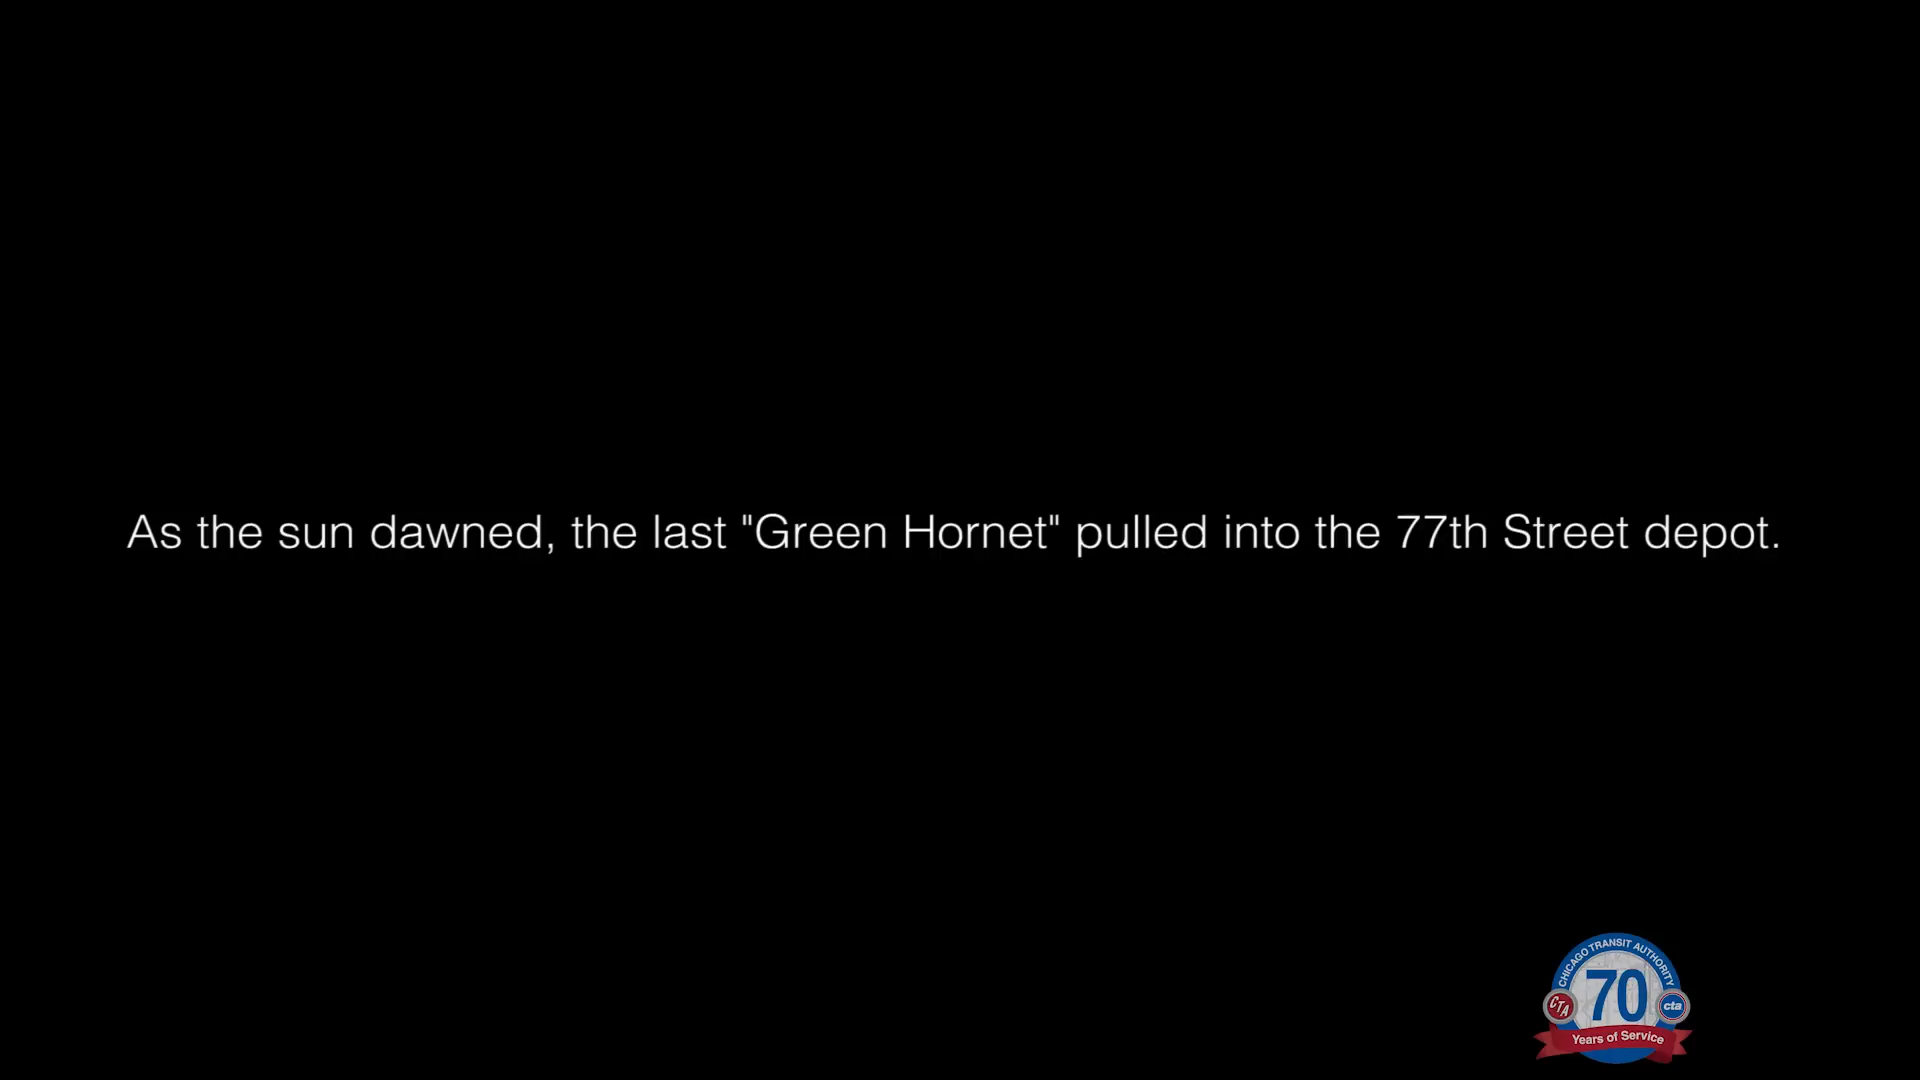 As the sun dawned, the last "Green Hornet" pulled into the 77th Street depot.
CHICAGO TRANSIT AUTHORITY
70
CTA
cta
Years of Service